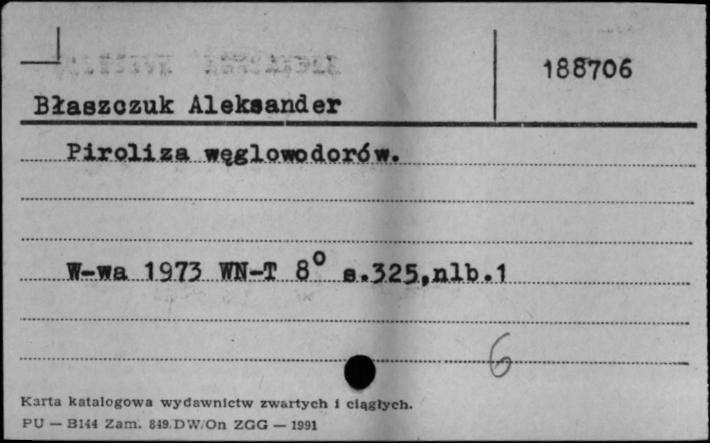 188706
Błaszczuk Aleksander
Piroliza węglowodorów.
W-wa 1973 WN-T 8° s.325,nlb.1
6
Karta katalogowa wydawnictw zwartych i ciągłych.
PU — B144 Zam. 849.DW/On ZGG — 1991